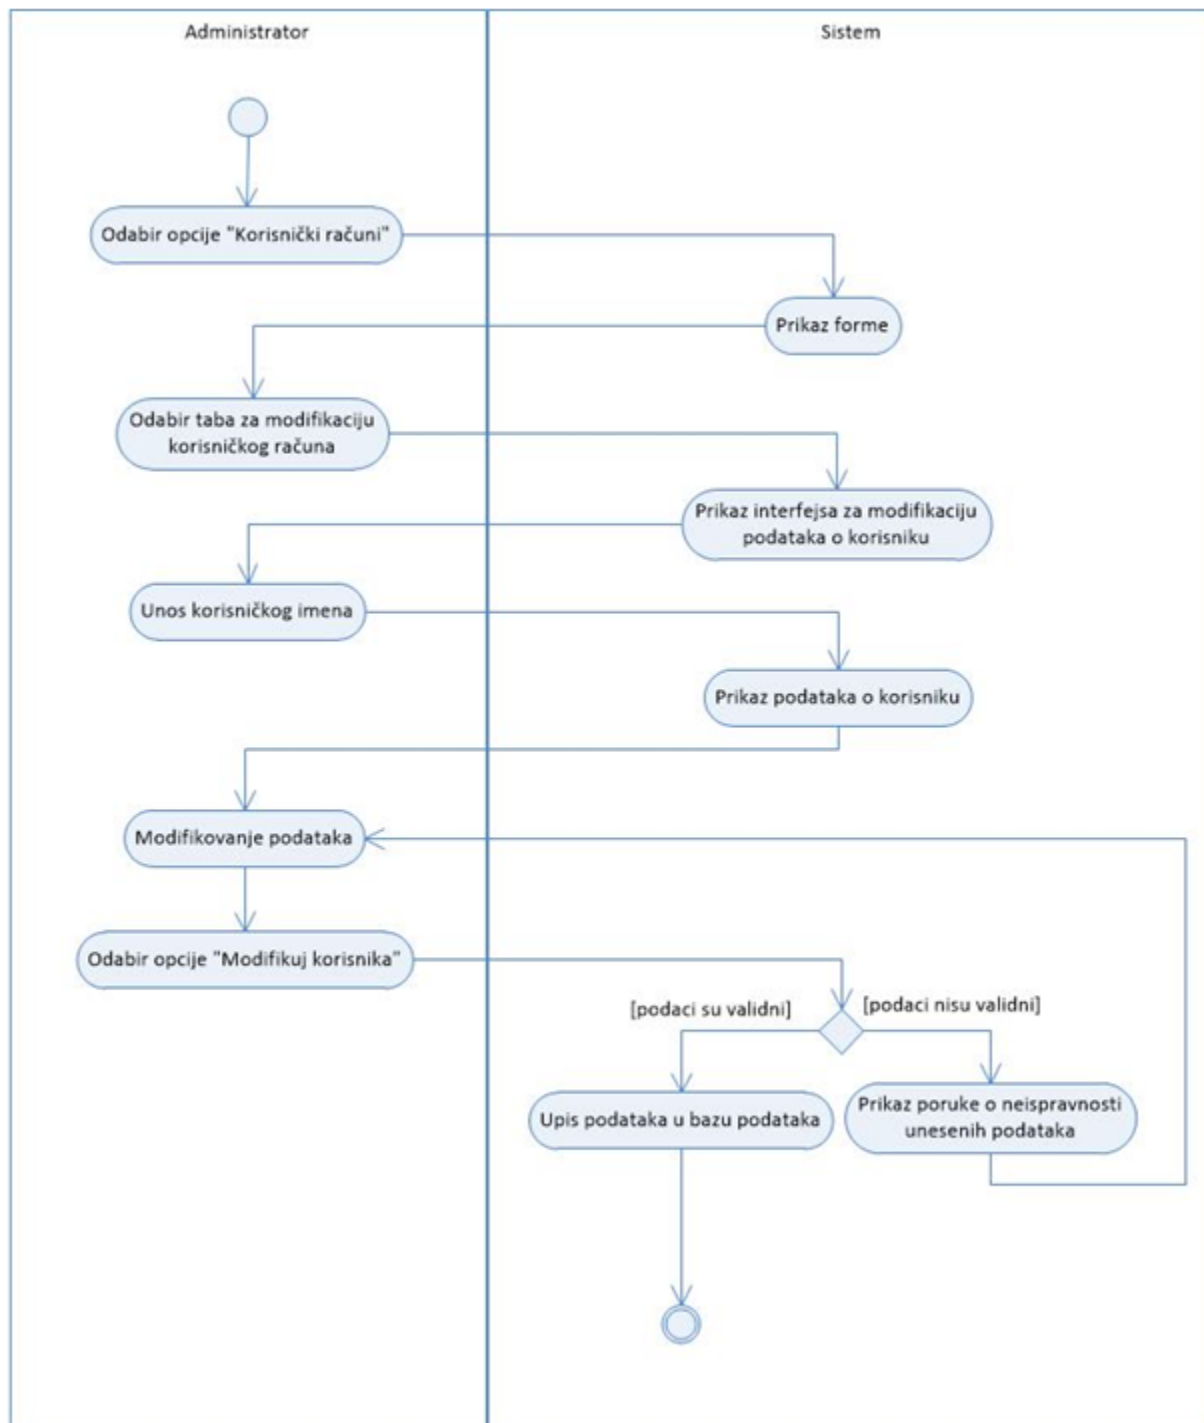 Administrator
Sistem
Odabir opcije "Korisnički računi"
Prikaz forme
Odabir taba za modifikaciju
korisničkog računa
Prikaz interfejsa za modifikaciju
podataka o korisniku
Unos korisničkog imena
Prikaz podataka o korisniku
Modifikovanje podataka
Odabir opcije "Modifikuj korisnika"
[podaci su validni]
[podaci nisu validni]
Upis podataka u bazu podataka
Prikaz poruke o neispravnosti
unesenih podataka